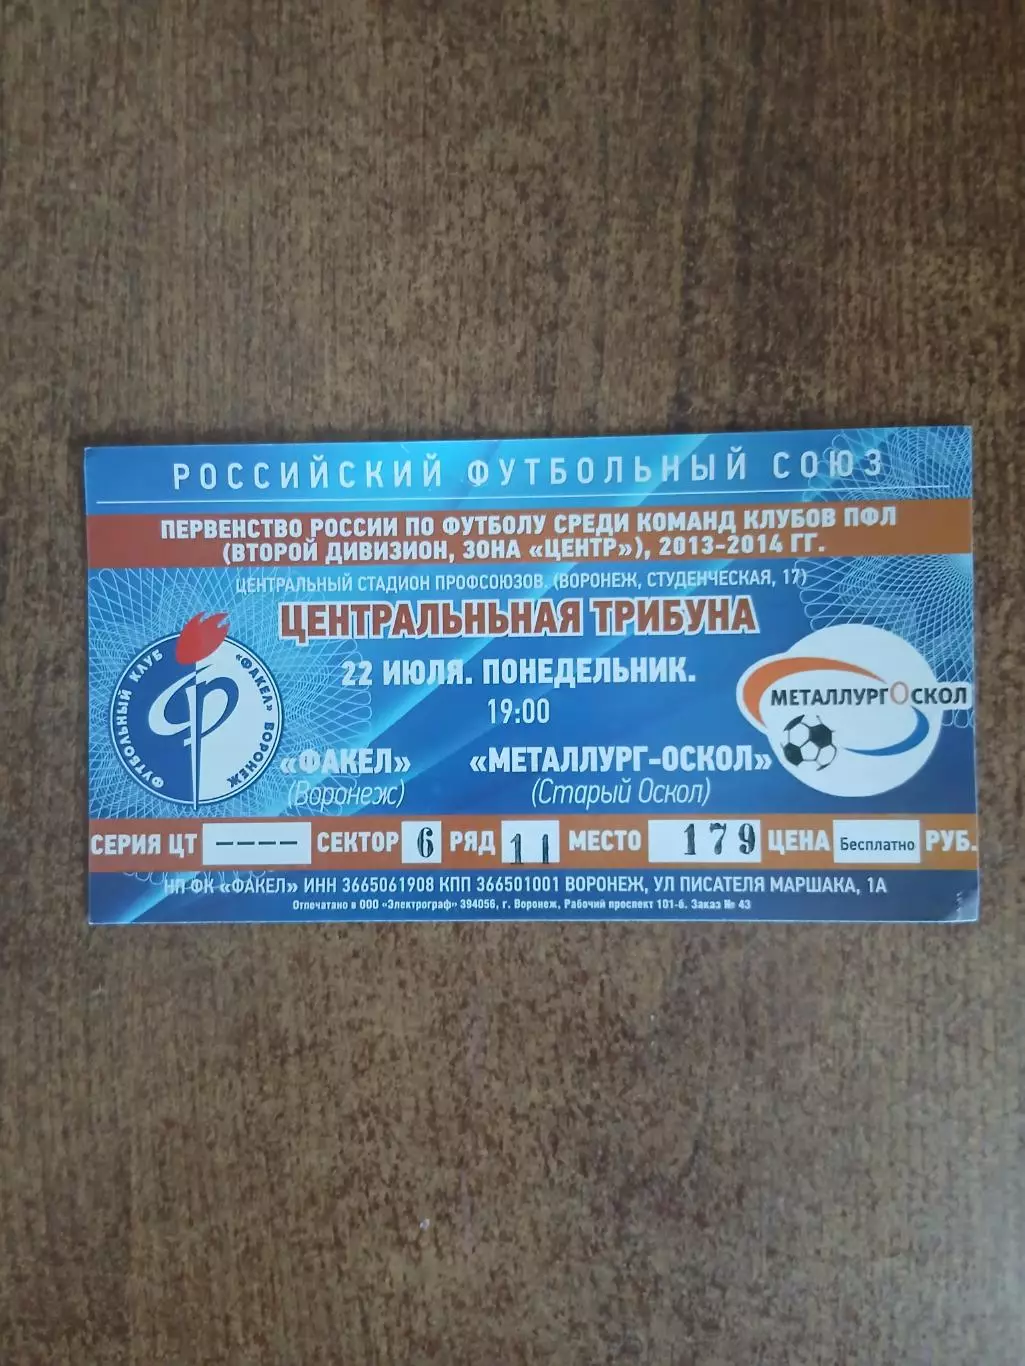 РОССИЙСКИЙ ФУТБОЛЬНЫЙ СОЮЗ
ПЕРВЕНСТВО РОССИИ ПО ФУТБОЛУ СРЕДИ КОМАНД КЛУБОВ ПФЛ
(ВТОРОЙ ДИВИЗИОН, ЗОНА «ЦЕНТР»), 2013-2014 ГГ.
ЦЕНТРАЛЬНЫЙ СТАДИОН ПРОФСОЮЗОВ. (ВОРОНЕЖ, СТУДЕНЧЕСКАЯ, 17)
ЦЕНТРАЛЬНЬНАЯ ТРИБУНА
22 ИЮЛЯ. ПОНЕДЕЛЬНИК.
19:00
ФУТБОЛЬНЫЙ КЛУБ «ФАКЕЛ» ВОРОНЕЖ
МЕТАЛЛУРГОСКОЛ
«ФАКЕЛ» «МЕТАЛЛУРГ-ОСКОЛ»
(Воронеж) (Старый Оскол)
СЕРИЯ ЦТ ---- СЕКТОР 6 РЯД 11 МЕСТО 179 ЦЕНА Бесплатно РУБ.
НП ФК «ФАКЕЛ» ИНН 3665061908 КПП 366501001 ВОРОНЕЖ, УЛ ПИСАТЕЛЯ МАРШАКА, 1А
Отпечатано в ООО «Электрограф» 394056, г. Воронеж, Рабочий проспект 101-б. Заказ № 43